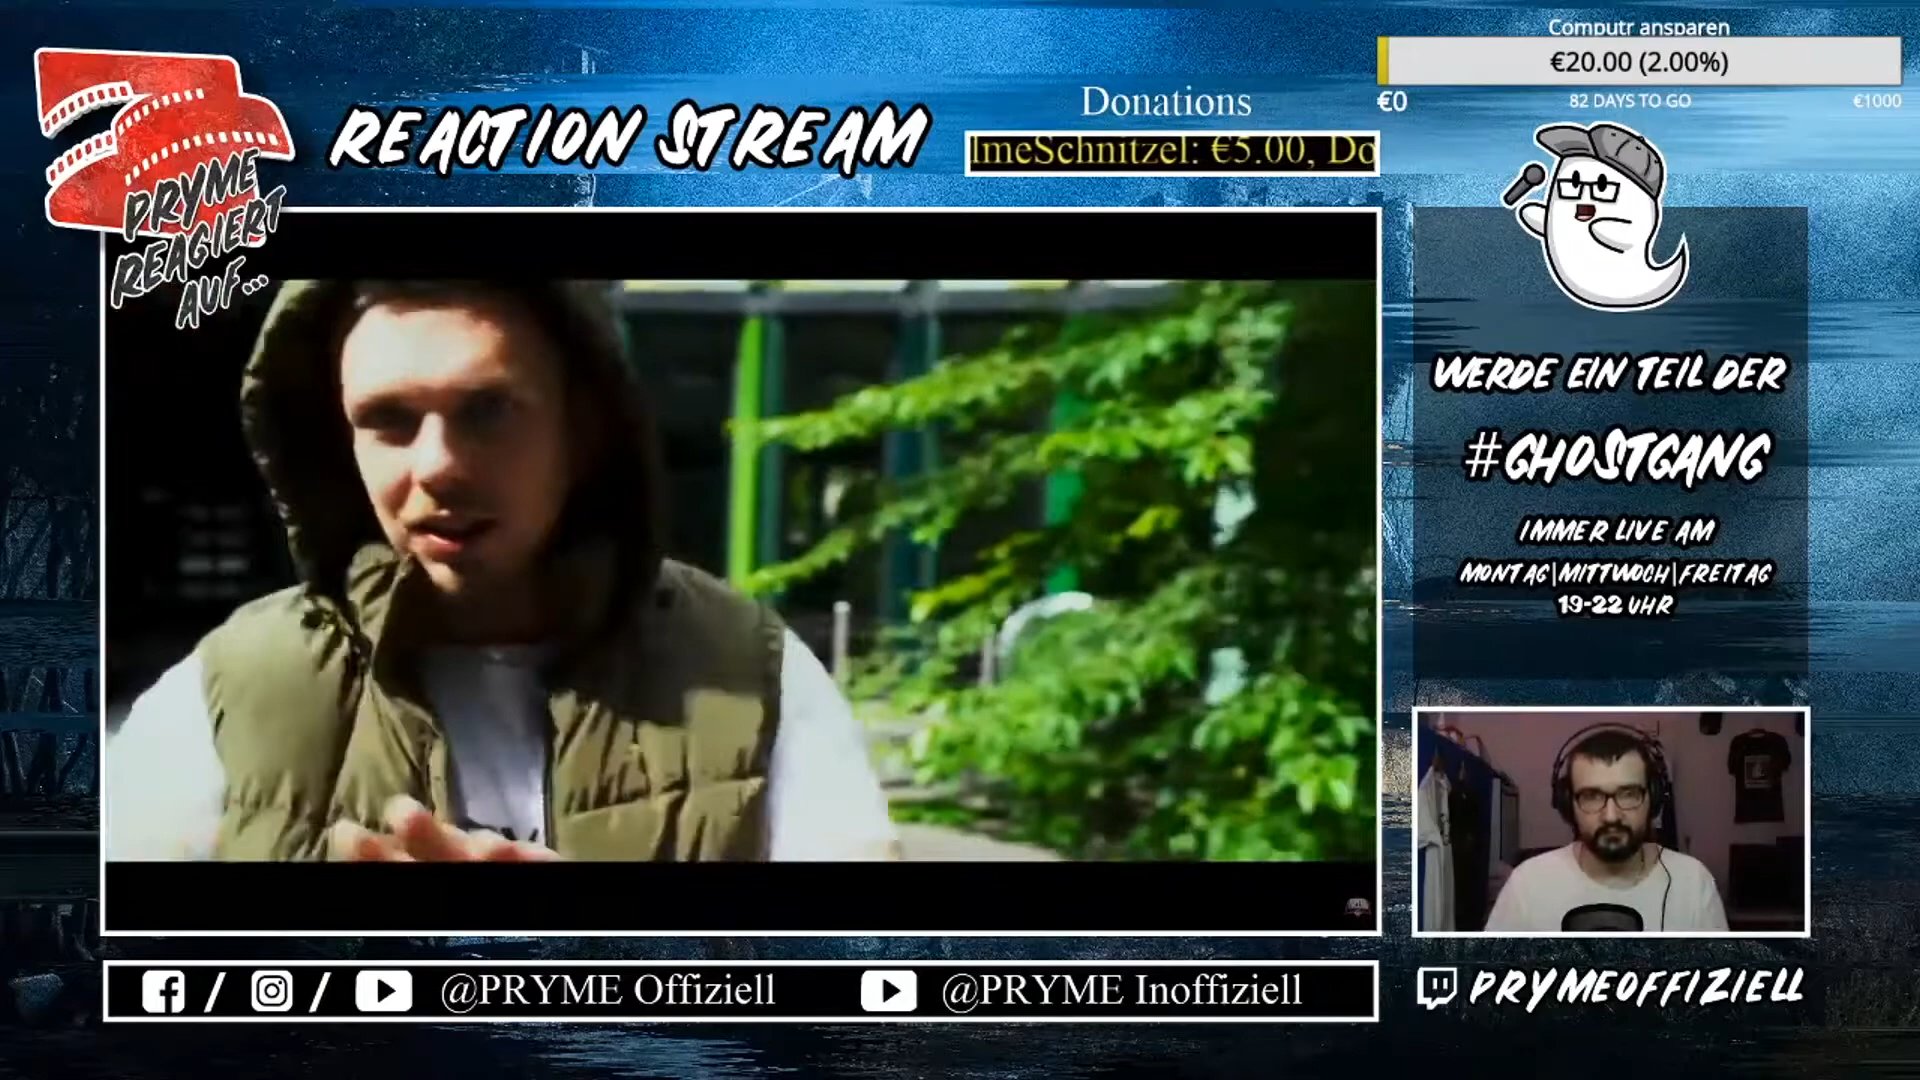 PRYME
REAGIERT
AUF...
REACTION STREAM
Donations
ImeSchnitzel: €5.00, Do
Computr ansparen
€20.00 (2.00%)
€0 82 DAYS TO GO €1000
WERDE EIN TEIL DER
#GHOSTGANG
IMMER LIVE AM
MONTAG|MITTWOCH|FREITAG
19-22 UHR
/ / @PRYME Offiziell @PRYME Inoffiziell
PRYMEOFFIZIELL